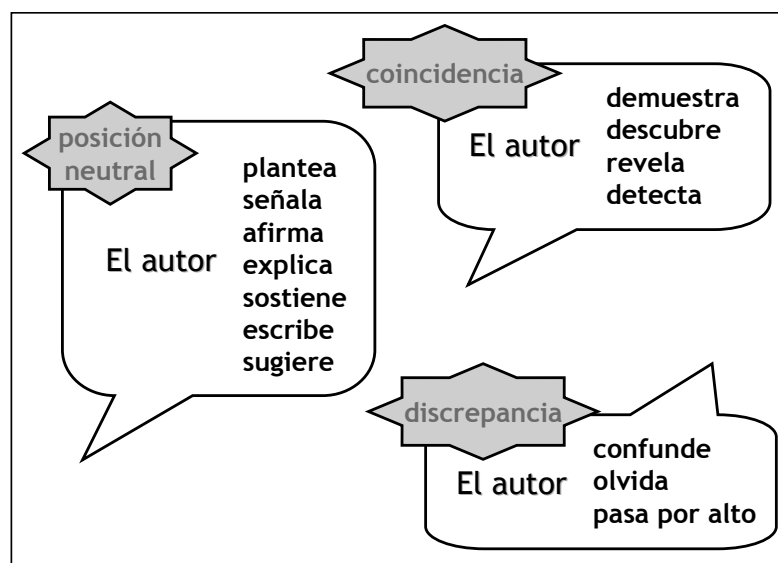 posición
neutral
El autor
plantea
señala
afirma
explica
sostiene
escribe
sugiere
coincidencia
El autor
demuestra
descubre
revela
detecta
discrepancia
El autor
confunde
olvida
pasa por alto